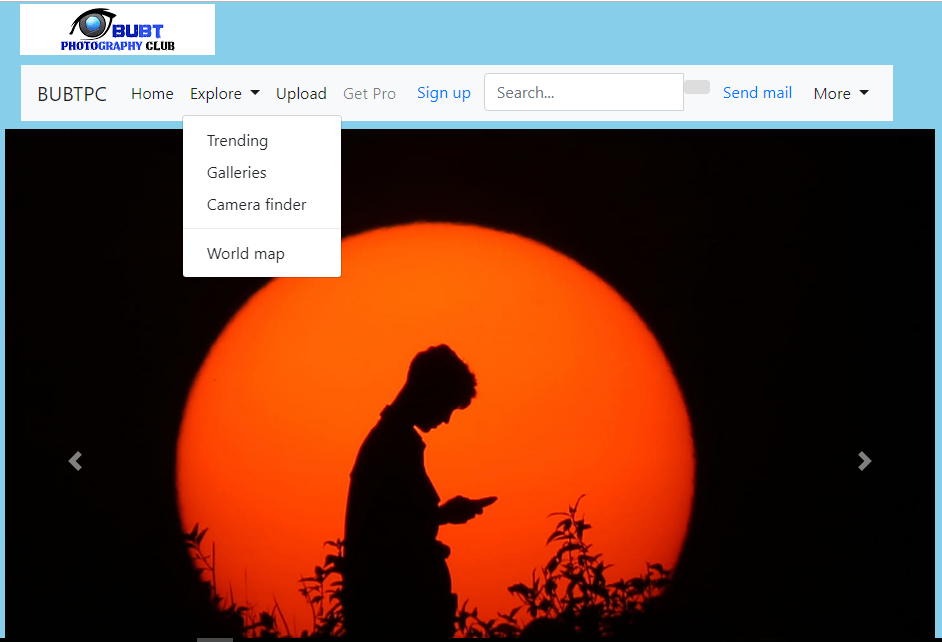 BUBT
PHOTOGRAPHY CLUB
BUBTPC Home Explore Upload Get Pro Sign up Search... Send mail More
Trending
Galleries
Camera finder
World map